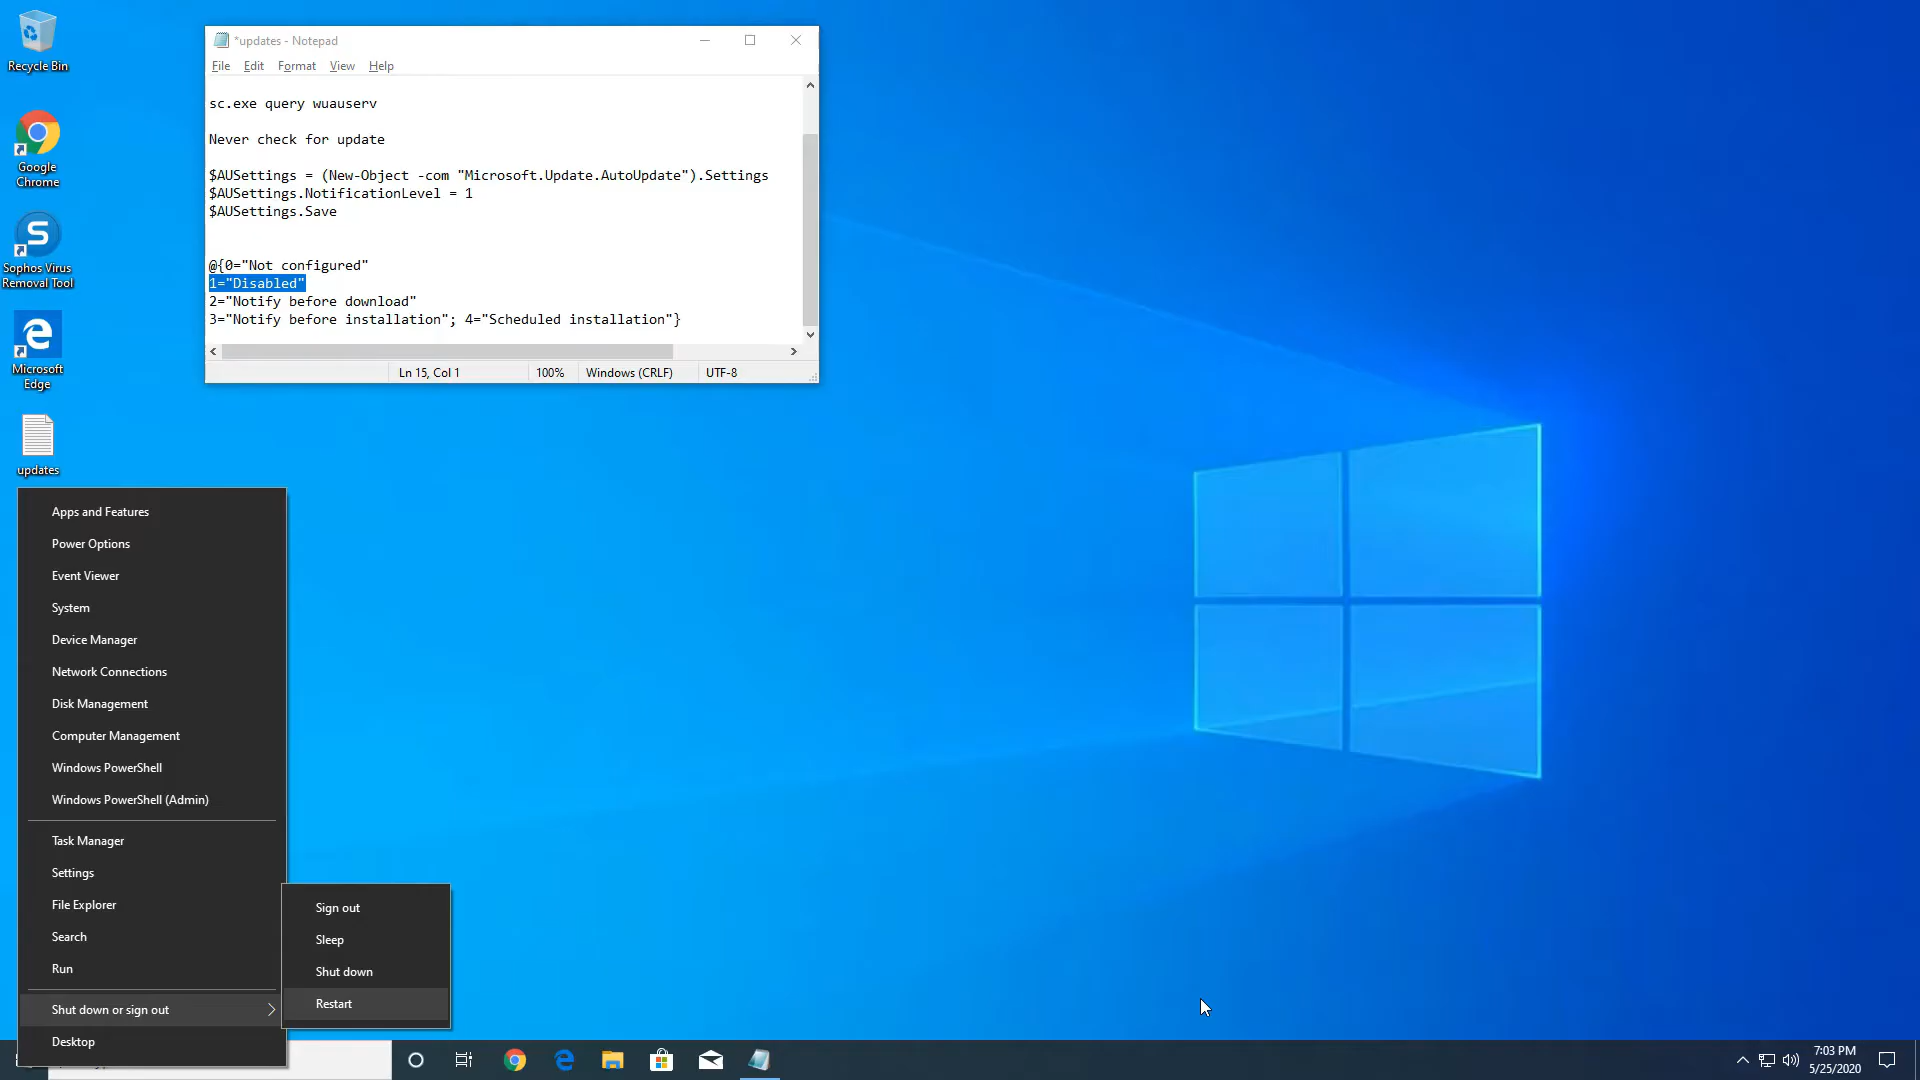 Recycle Bin
Google
Chrome
Sophos Virus
Removal Tool
Microsoft
Edge
updates
*updates - Notepad
File Edit Format View Help
sc.exe query wuauserv
Never check for update
$AUSettings = (New-Object -com "Microsoft.Update.AutoUpdate").Settings
$AUSettings.NotificationLevel = 1
$AUSettings.Save
@{0="Not configured"
1="Disabled"
2="Notify before download"
3="Notify before installation"; 4="Scheduled installation"}
Ln 15, Col 1 100% Windows (CRLF) UTF-8
Apps and Features
Power Options
Event Viewer
System
Device Manager
Network Connections
Disk Management
Computer Management
Windows PowerShell
Windows PowerShell (Admin)
Task Manager
Settings
File Explorer
Search
Run
Shut down or sign out
Desktop
Sign out
Sleep
Shut down
Restart
7:03 PM
5/25/2020